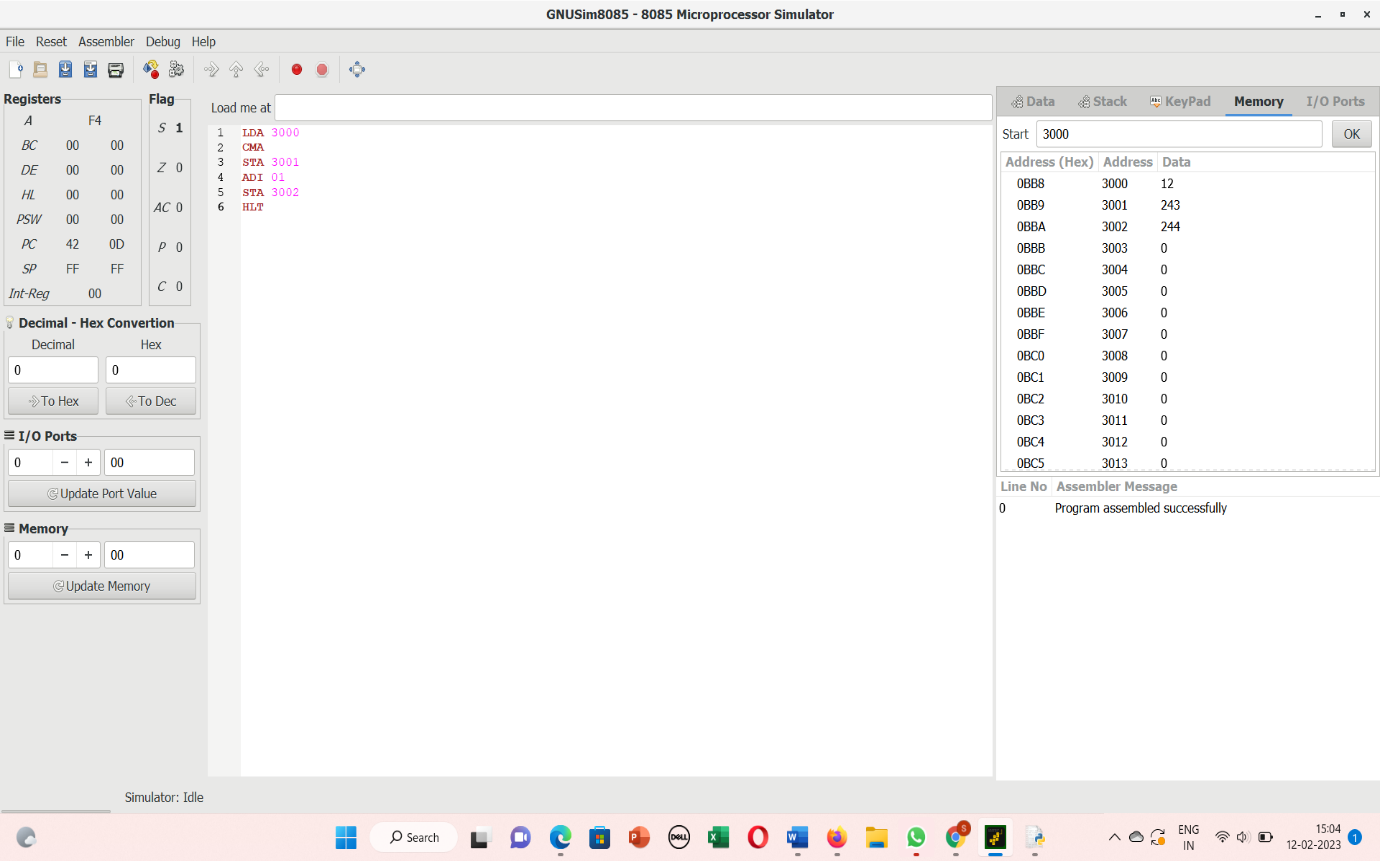 GNUSim8085 - 8085 Microprocessor Simulator
File Reset Assembler Debug Help
Registers
A F4
BC 00 00
DE 00 00
HL 00 00
PSW 00 00
PC 42 0D
SP FF FF
Int-Reg 00
Flag
S 1
Z 0
AC 0
P 0
C 0
Decimal - Hex Convertion
Decimal Hex
0 0
To Hex To Dec
I/O Ports
0 - + 00
Update Port Value
Memory
0 - + 00
Update Memory
Load me at
1 LDA 3000
2 CMA
3 STA 3001
4 ADI 01
5 STA 3002
6 HLT
Data Stack KeyPad Memory I/O Ports
Start 3000 OK
Address (Hex) Address Data
0BB8 3000 12
0BB9 3001 243
0BBA 3002 244
0BBB 3003 0
0BBC 3004 0
0BBD 3005 0
0BBE 3006 0
0BBF 3007 0
0BC0 3008 0
0BC1 3009 0
0BC2 3010 0
0BC3 3011 0
0BC4 3012 0
0BC5 3013 0
Line No Assembler Message
0 Program assembled successfully
Simulator: Idle
Search
DELL
S
ENG
IN
15:04
12-02-2023
1